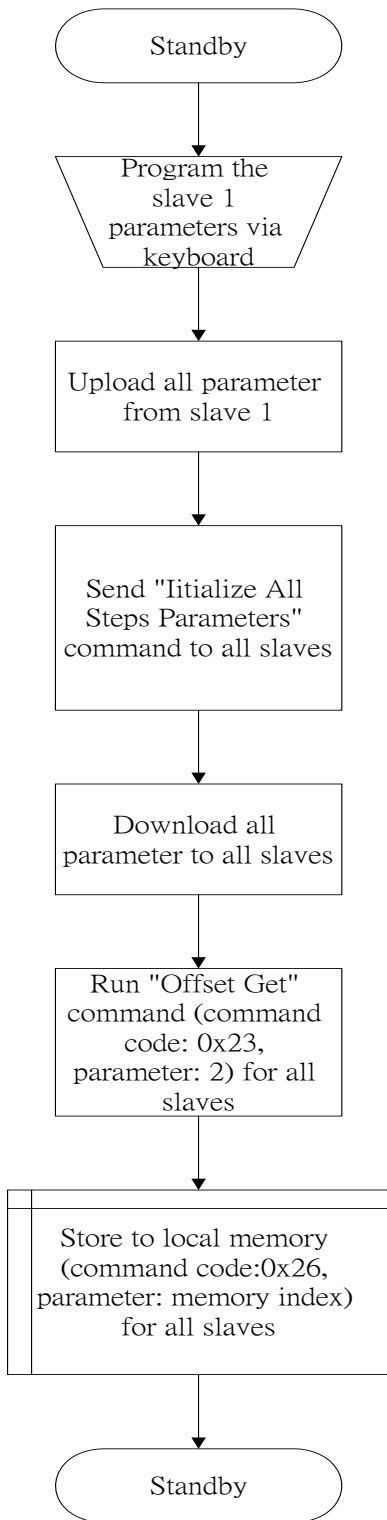 Standby
Program the
slave 1
parameters via
keyboard
Upload all parameter
from slave 1
Send "Iitialize All
Steps Parameters"
command to all slaves
Download all
parameter to all slaves
Run "Offset Get"
command (command
code: 0x23,
parameter: 2) for all
slaves
Store to local memory
(command code:0x26,
parameter: memory index)
for all slaves
Standby